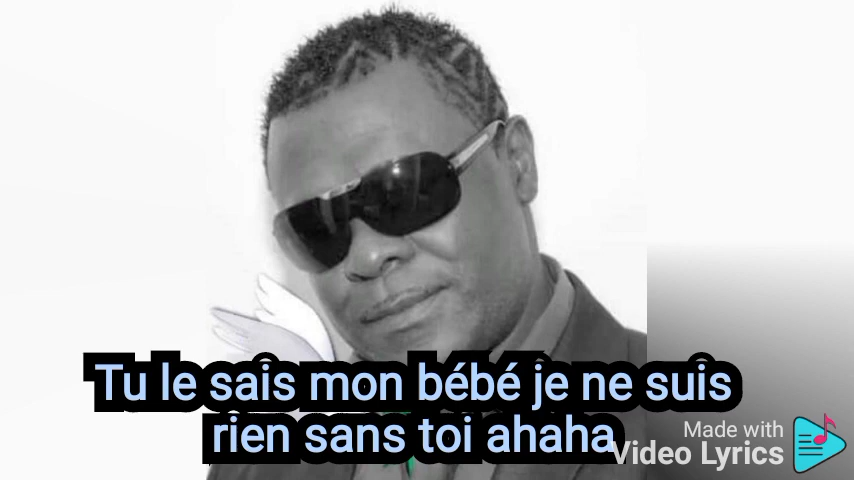 Tu le sais mon bébé je ne suis
rien sans toi ahaha
Made with
Video Lyrics